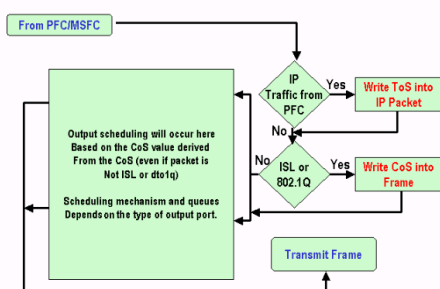 From PFC/MSFC
IP
Traffic from
PFC
Yes
Write ToS into
IP Packet
No
Output scheduling will occur here
Based on the CoS value derived
From the CoS (even if packet is
Not ISL or dto1q)
Scheduling mechanism and queues
Depends on the type of output port.
No
ISL or
802.1Q
Yes
Write CoS into
Frame
Transmit Frame